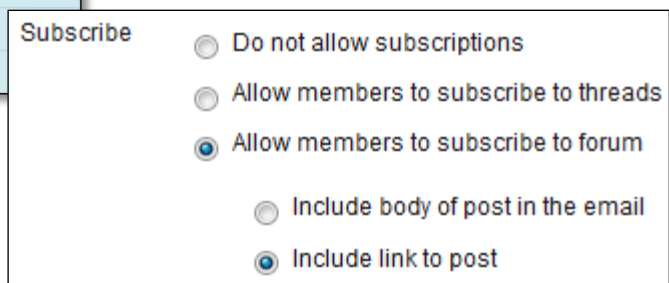 Subscribe
Do not allow subscriptions
Allow members to subscribe to threads
Allow members to subscribe to forum
Include body of post in the email
Include link to post